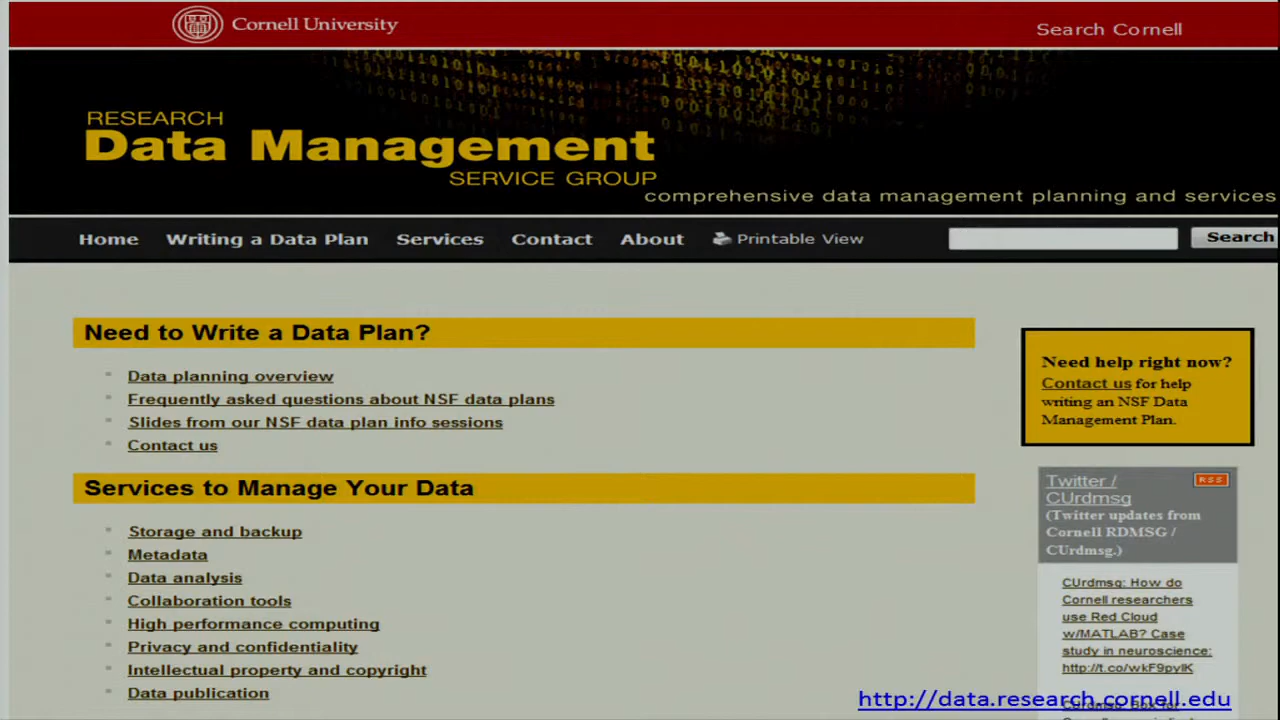 Cornell University
Search Cornell
RESEARCH
Data Management
SERVICE GROUP
comprehensive data management planning and services
Home Writing a Data Plan Services Contact About Printable View Search
Need to Write a Data Plan?
Data planning overview
Frequently asked questions about NSF data plans
Slides from our NSF data plan info sessions
Contact us
Services to Manage Your Data
Storage and backup
Metadata
Data analysis
Collaboration tools
High performance computing
Privacy and confidentiality
Intellectual property and copyright
Data publication
Need help right now?
Contact us for help
writing an NSF Data
Management Plan.
Twitter /
CUrdmsg
RSS
(Twitter updates from
Cornell RDMSG /
CUrdmsg.)
CUrdmsg: How do
Cornell researchers
use Red Cloud
w/MATLAB? Case
study in neuroscience:
http://t.co/wkF9pyIK
http://data.research.cornell.edu